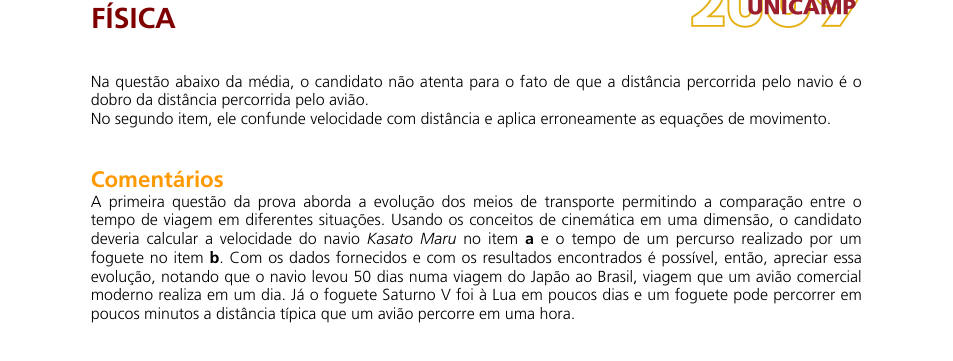 FÍSICA
UNICAMP
Na questão abaixo da média, o candidato não atenta para o fato de que a distância percorrida pelo navio é o
dobro da distância percorrida pelo avião.
No segundo item, ele confunde velocidade com distância e aplica erroneamente as equações de movimento.
Comentários
A primeira questão da prova aborda a evolução dos meios de transporte permitindo a comparação entre o
tempo de viagem em diferentes situações. Usando os conceitos de cinemática em uma dimensão, o candidato
deveria calcular a velocidade do navio Kasato Maru no item a e o tempo de um percurso realizado por um
foguete no item b. Com os dados fornecidos e com os resultados encontrados é possível, então, apreciar essa
evolução, notando que o navio levou 50 dias numa viagem do Japão ao Brasil, viagem que um avião comercial
moderno realiza em um dia. Já o foguete Saturno V foi à Lua em poucos dias e um foguete pode percorrer em
poucos minutos a distância típica que um avião percorre em uma hora.